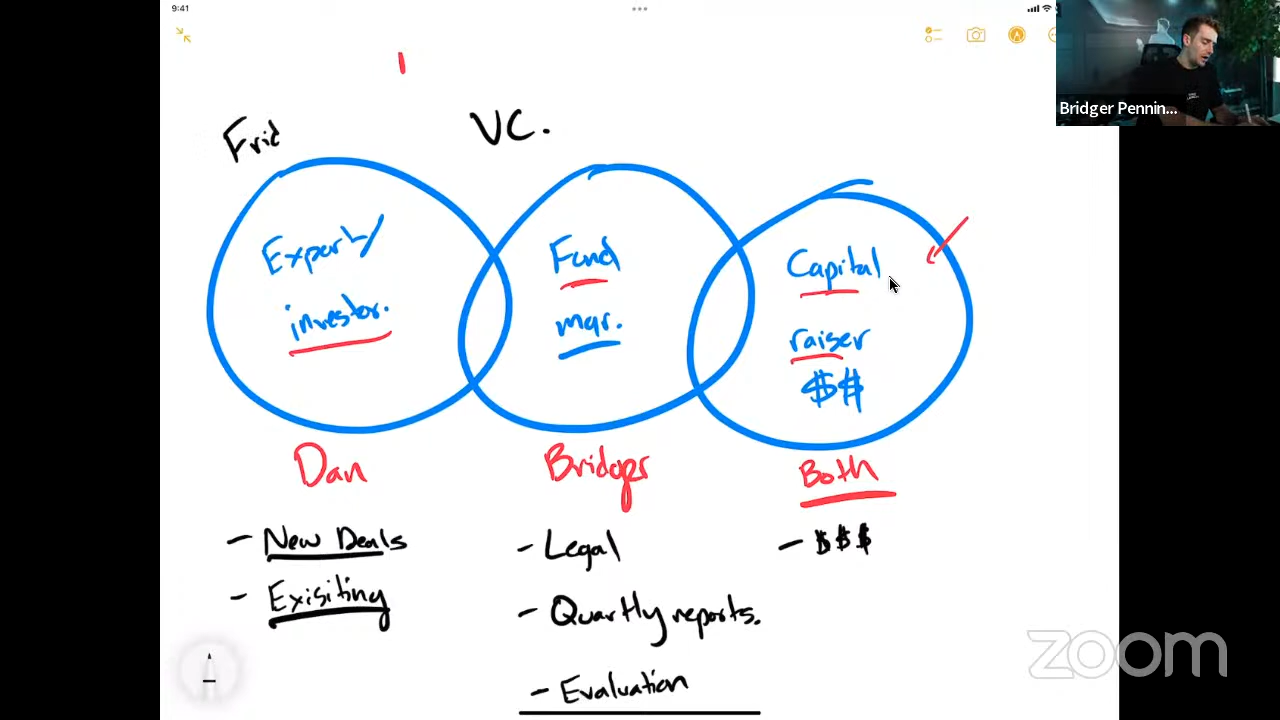 9:41
Bridger Pennin...
Frid
VC.
Expert/
investor.
Fund
mgr.
Capital
raiser
$$
Dan
Bridger
Both
- New Deals
- Exisiting
- Legal
- Quartly reports.
- Evaluation
- $$$
zoom